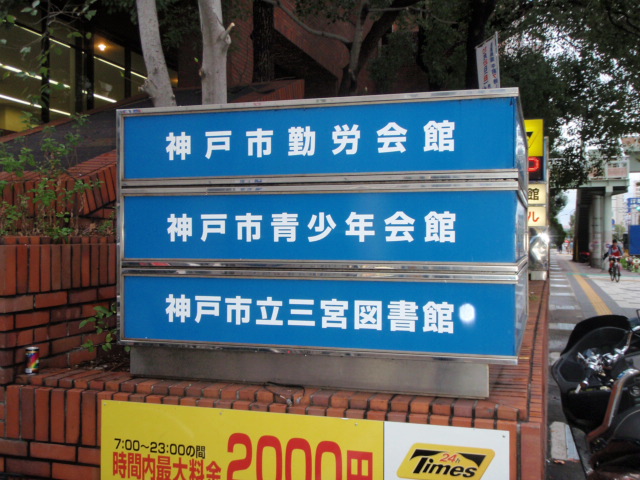 神戸市勤労会館
神戸市青少年会館
神戸市立三宮図書館
7:00～23:00の間
時間内最大料金 2000円
24h
Times
館
ル